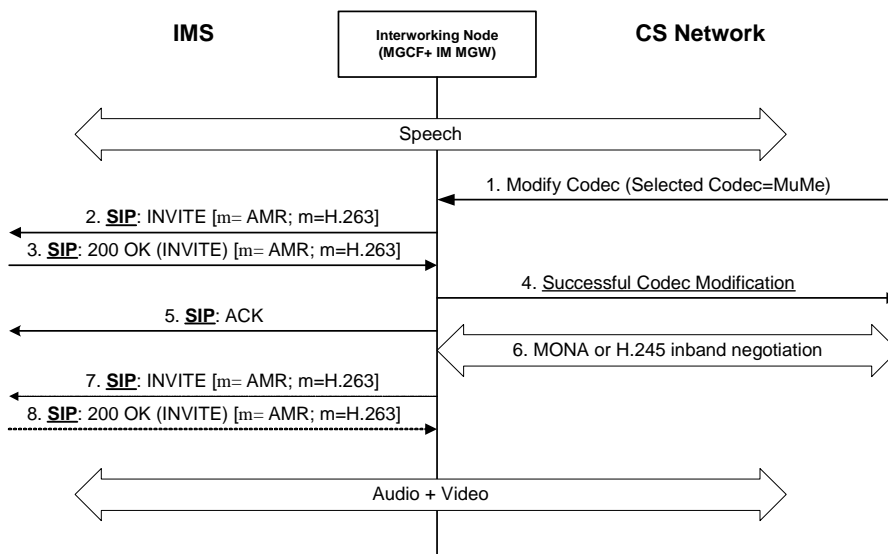 IMS
Interworking Node
(MGCF+ IM MGW)
CS Network
Speech
1. Modify Codec (Selected Codec=MuMe)
2. SIP: INVITE [m= AMR; m=H.263]
3. SIP: 200 OK (INVITE) [m= AMR; m=H.263]
4. Successful Codec Modification
5. SIP: ACK
6. MONA or H.245 inband negotiation
7. SIP: INVITE [m= AMR; m=H.263]
8. SIP: 200 OK (INVITE) [m= AMR; m=H.263]
Audio + Video